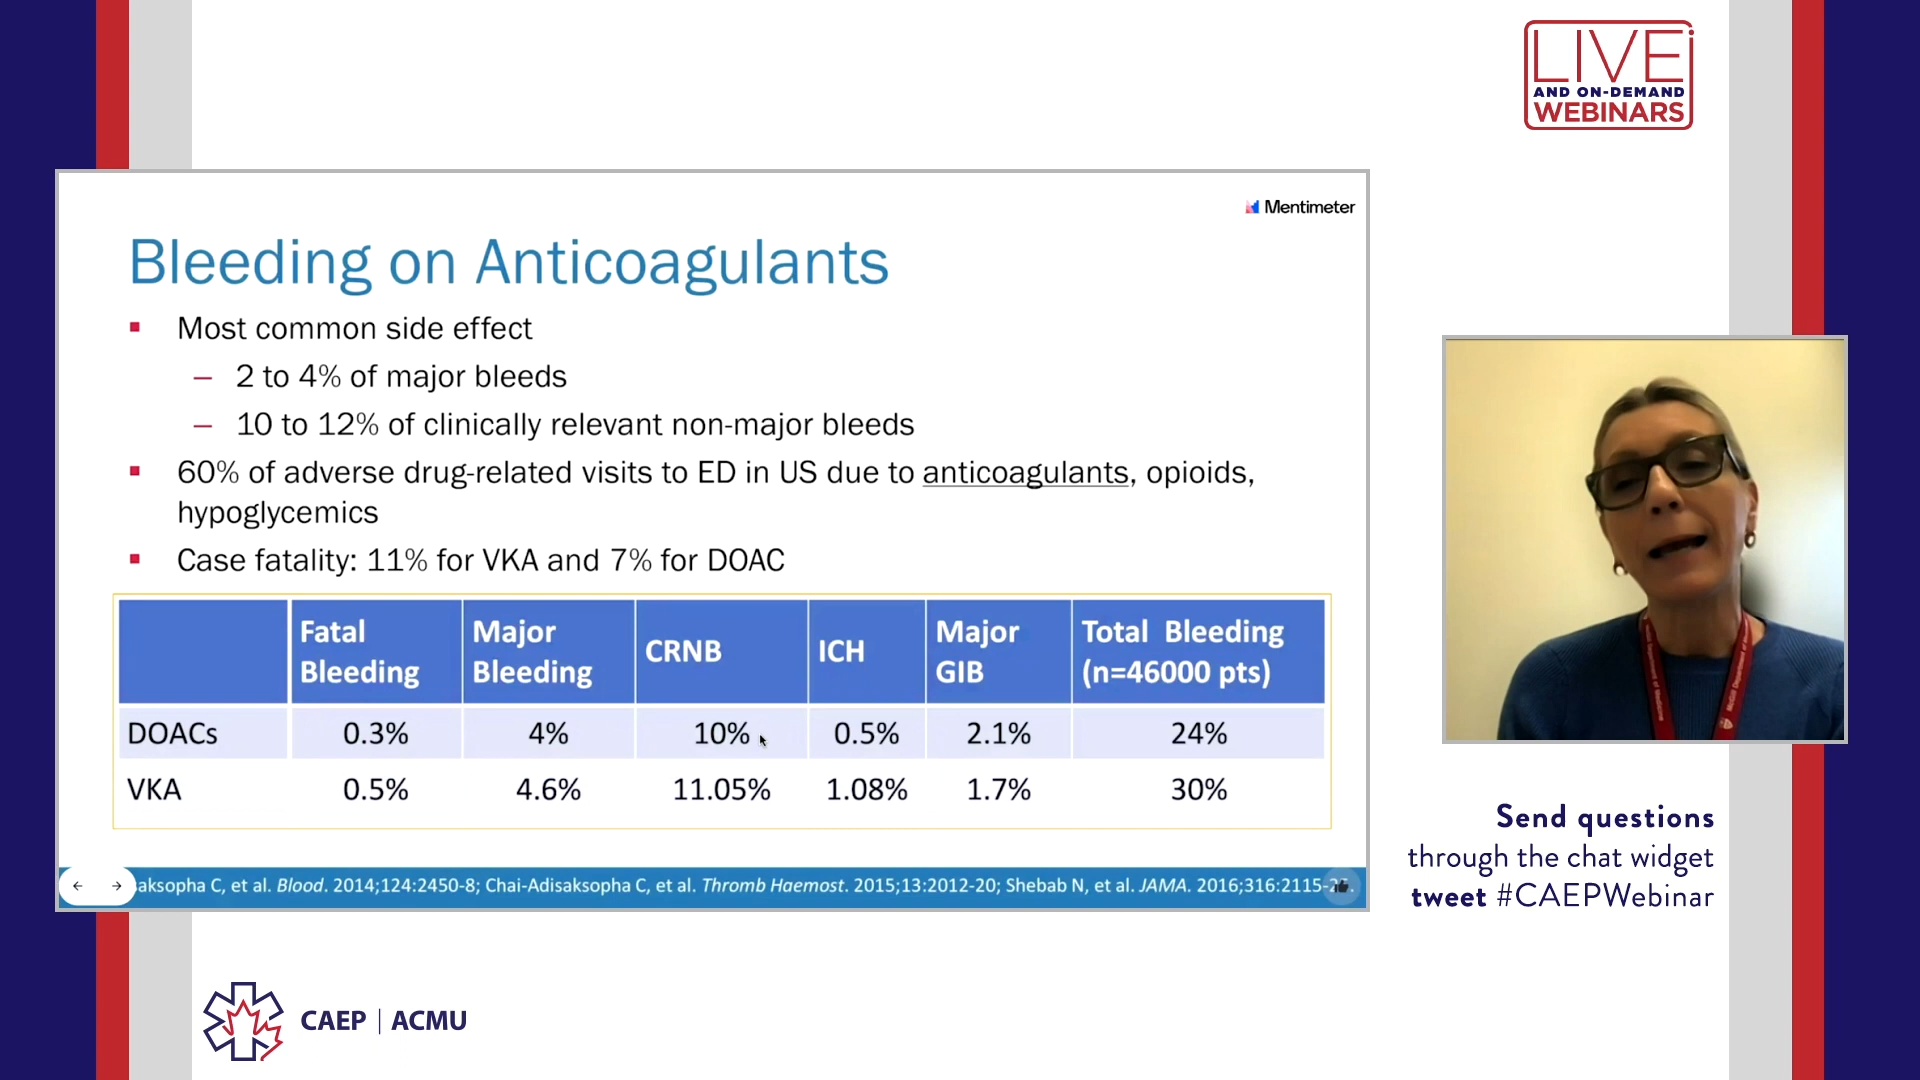 LIVE
AND ON-DEMAND
WEBINARS
Mentimeter
Bleeding on Anticoagulants
Most common side effect
– 2 to 4% of major bleeds
– 10 to 12% of clinically relevant non-major bleeds
60% of adverse drug-related visits to ED in US due to anticoagulants, opioids,
hypoglycemics
Case fatality: 11% for VKA and 7% for DOAC
Fatal Bleeding Major Bleeding CRNB ICH Major GIB Total Bleeding (n=46000 pts)
DOACs 0.3% 4% 10% 0.5% 2.1% 24%
VKA 0.5% 4.6% 11.05% 1.08% 1.7% 30%
C, et al. Blood. 2014;124:2450-8; Chai-Adisaksopha C, et al. Thromb Haemost. 2015;13:2012-20; Shebab N, et al. JAMA. 2016;316:2115-
Send questions
through the chat widget
tweet #CAEPWebinar
CAEP | ACMU